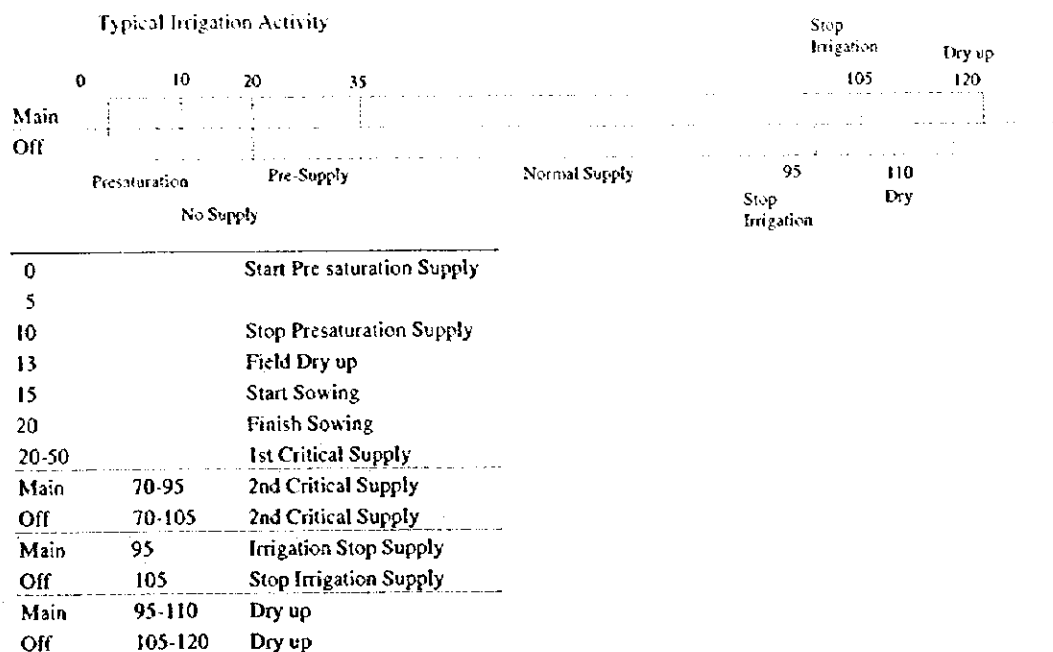 Typical Irrigation Activity
Stop
Irrigation
Dry up
0 10 20 35 105 120
Main
Off
Presaturation Pre-Supply Normal Supply 95 110
No Supply Stop Dry
Irrigation
0 Start Pre saturation Supply
5
10 Stop Presaturation Supply
13 Field Dry up
15 Start Sowing
20 Finish Sowing
20-50 1st Critical Supply
Main 70-95 2nd Critical Supply
Off 70-105 2nd Critical Supply
Main 95 Irrigation Stop Supply
Off 105 Stop Irrigation Supply
Main 95-110 Dry up
Off 105-120 Dry up